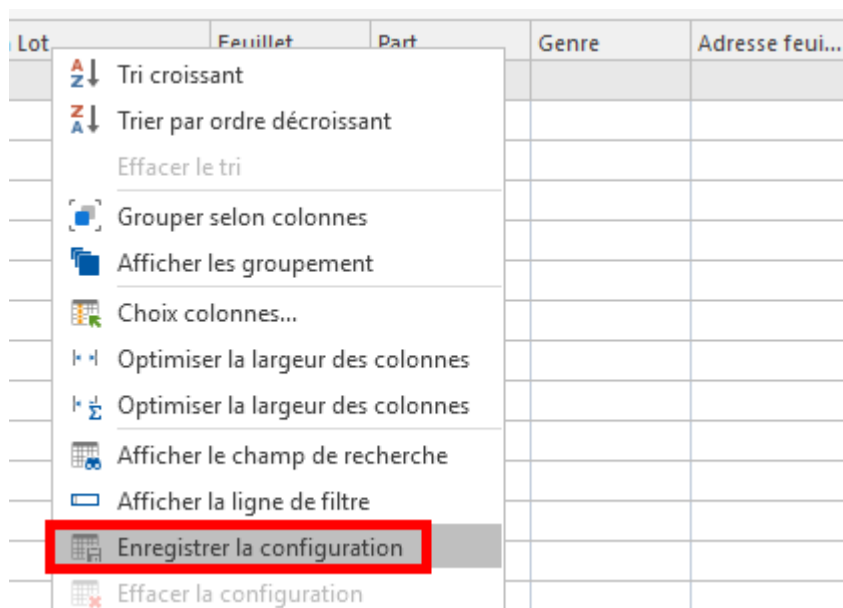 Lot Feuillet Part Genre Adresse feui...
Tri croissant
Trier par ordre décroissant
Effacer le tri
Grouper selon colonnes
Afficher les groupement
Choix colonnes...
Optimiser la largeur des colonnes
Optimiser la largeur des colonnes
Afficher le champ de recherche
Afficher la ligne de filtre
Enregistrer la configuration
Effacer la configuration